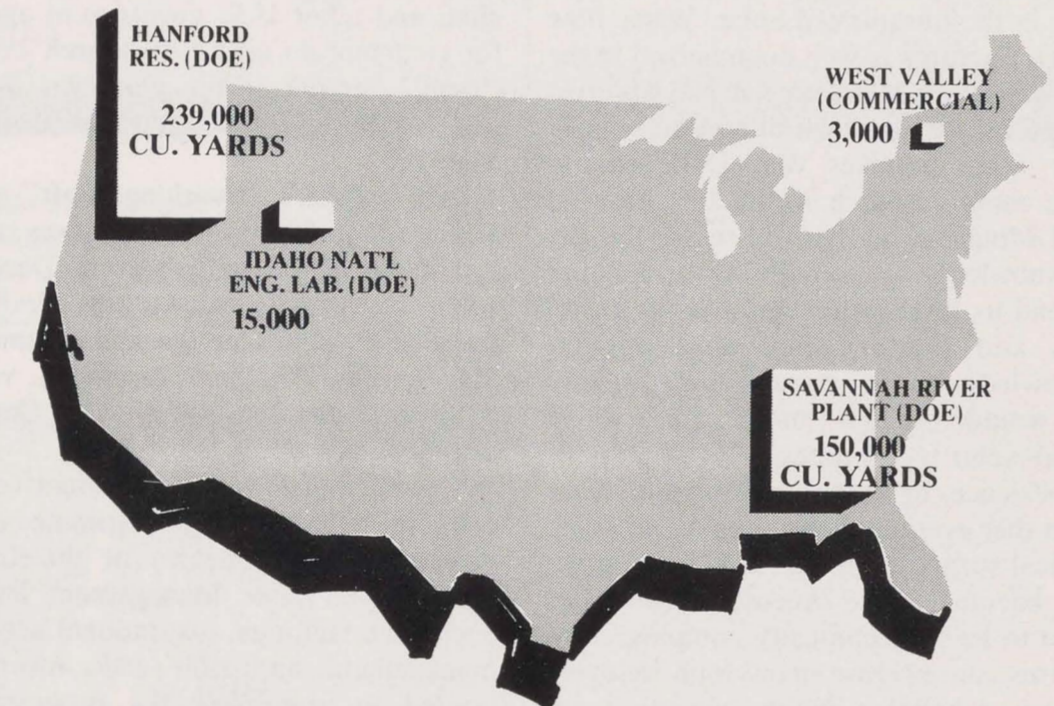 HANFORD
RES. (DOE)
239,000
CU. YARDS
WEST VALLEY
(COMMERCIAL)
3,000
IDAHO NAT'L
ENG. LAB. (DOE)
15,000
SAVANNAH RIVER
PLANT (DOE)
150,000
CU. YARDS